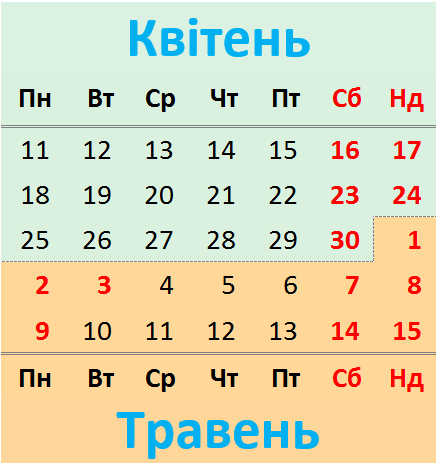 Квітень
Пн Вт Ср Чт Пт Сб Нд
11 12 13 14 15 16 17
18 19 20 21 22 23 24
25 26 27 28 29 30 1
2 3 4 5 6 7 8
9 10 11 12 13 14 15
Пн Вт Ср Чт Пт Сб Нд
Травень